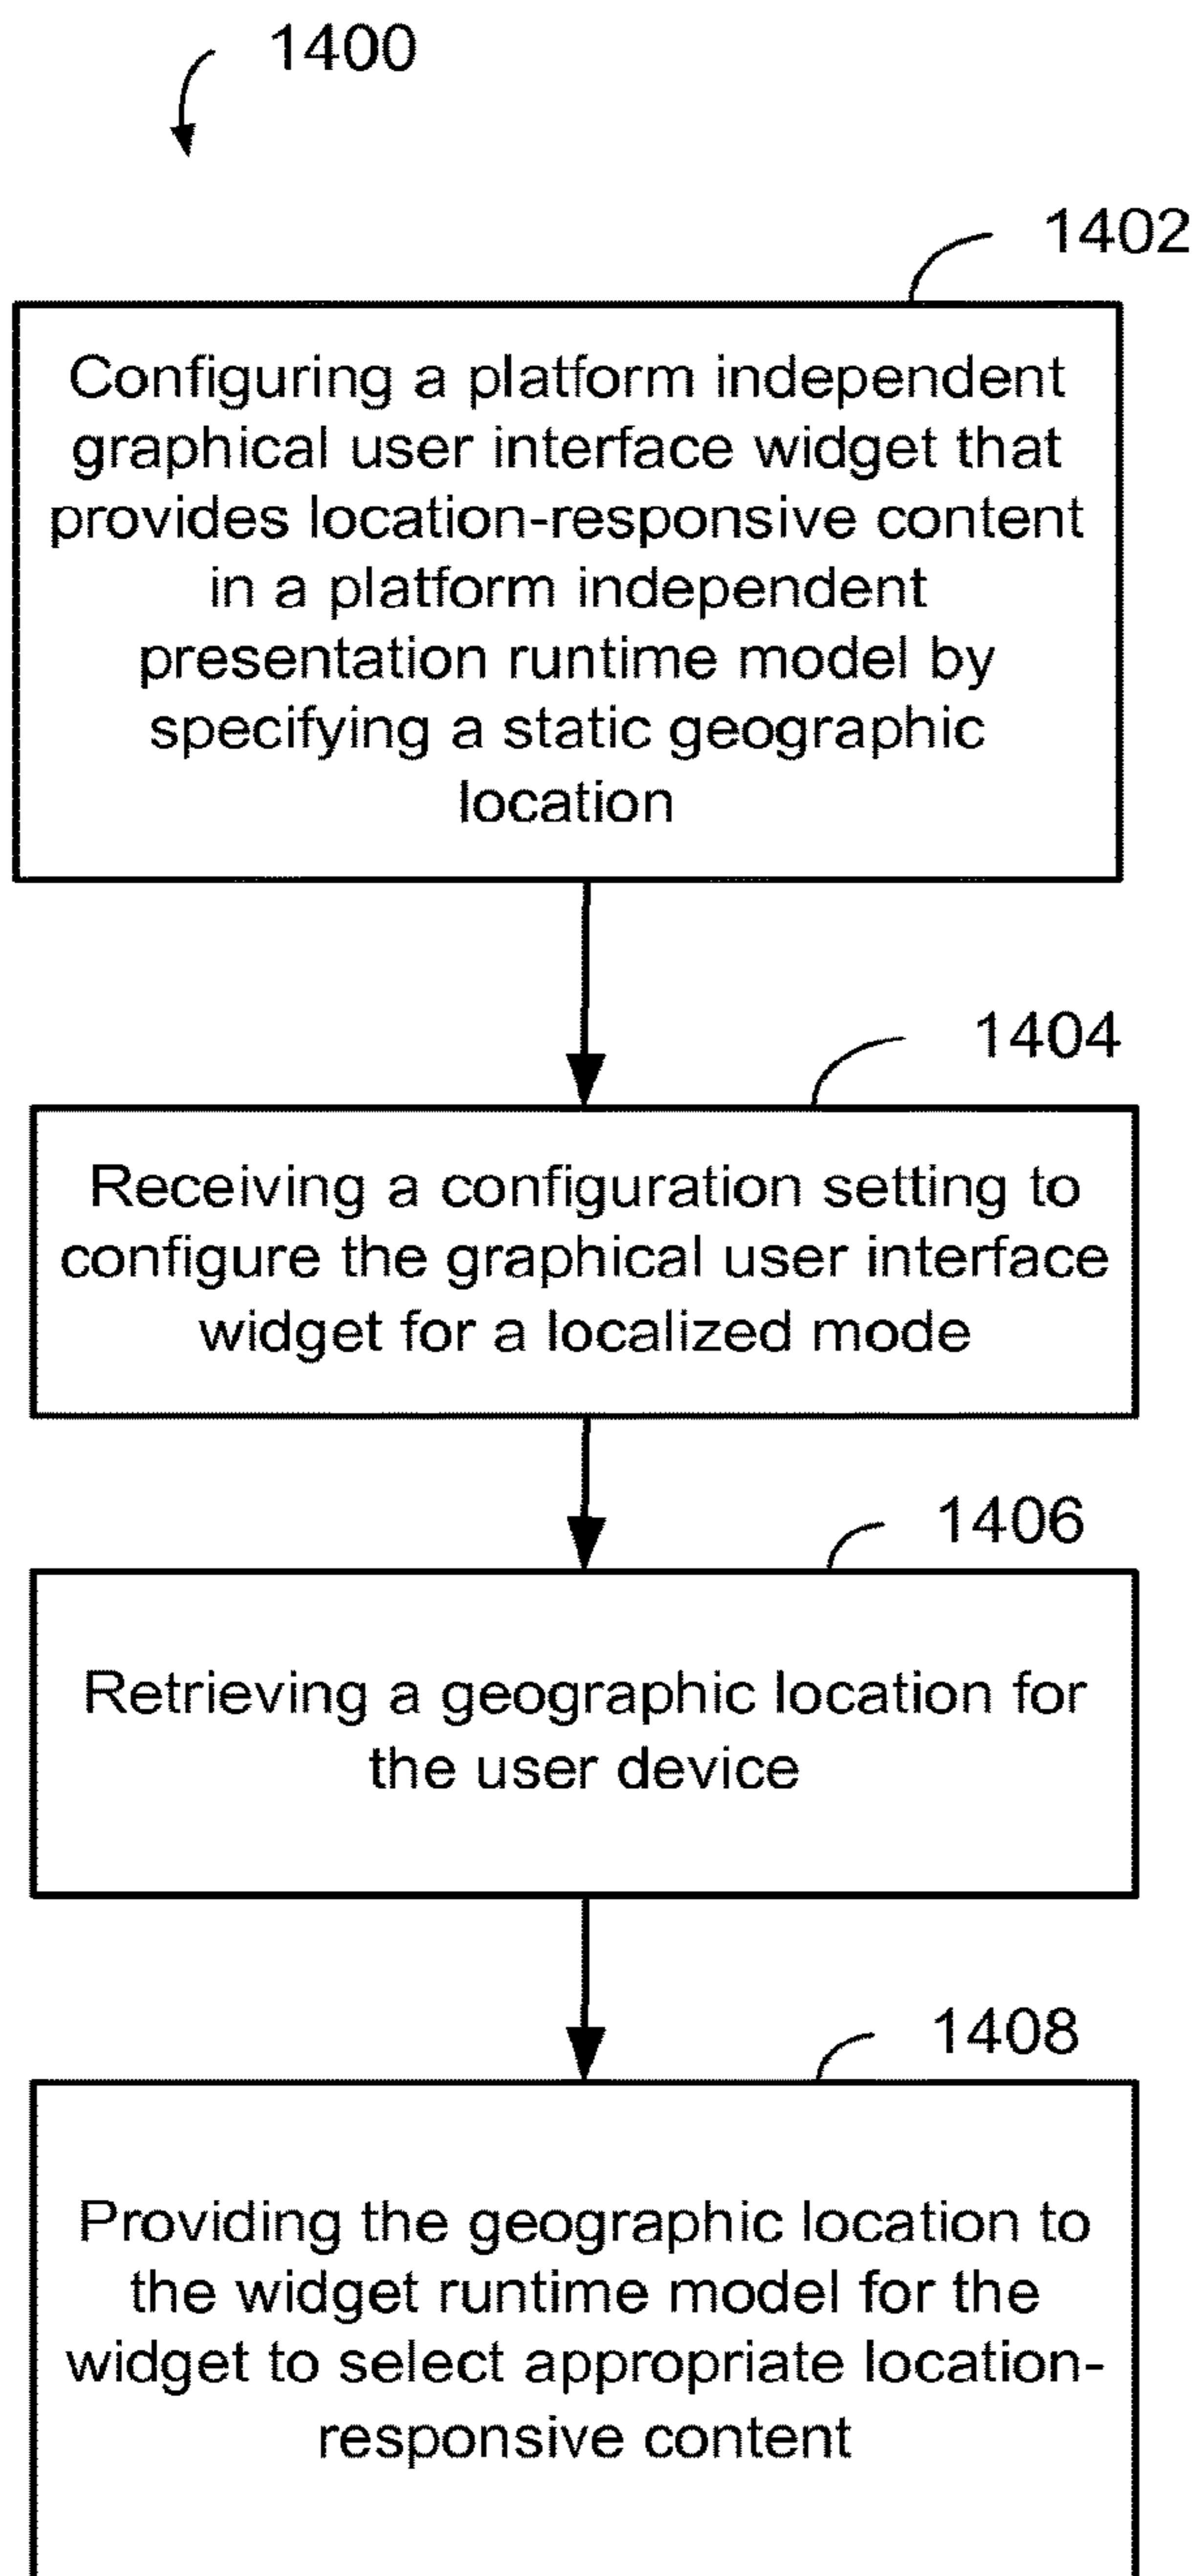 1400
1402
Configuring a platform independent
graphical user interface widget that
provides location-responsive content
in a platform independent
presentation runtime model by
specifying a static geographic
location
1404
Receiving a configuration setting to
configure the graphical user interface
widget for a localized mode
1406
Retrieving a geographic location for
the user device
1408
Providing the geographic location to
the widget runtime model for the
widget to select appropriate location-
responsive content